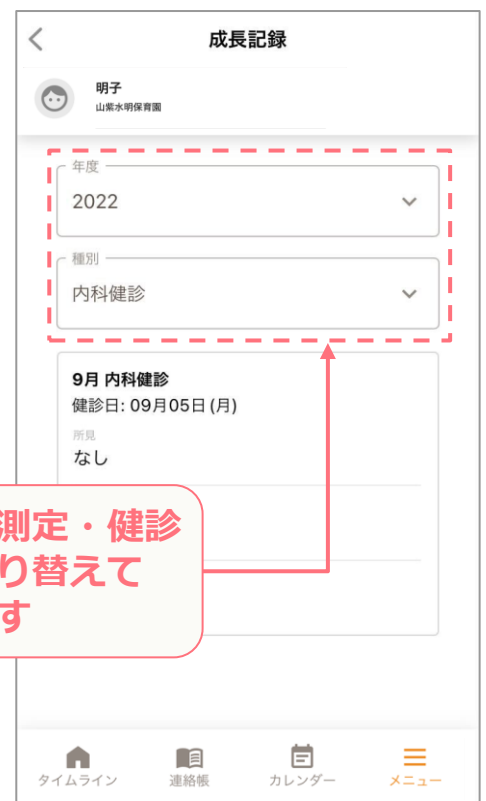 成長記録
明子
山紫水明保育園
年度
2022
種別
内科健診
9月 内科健診
健診日: 09月05日 (月)
所見
なし
測定・健診
り替えて
す
タイムライン
連絡帳
カレンダー
メニュー